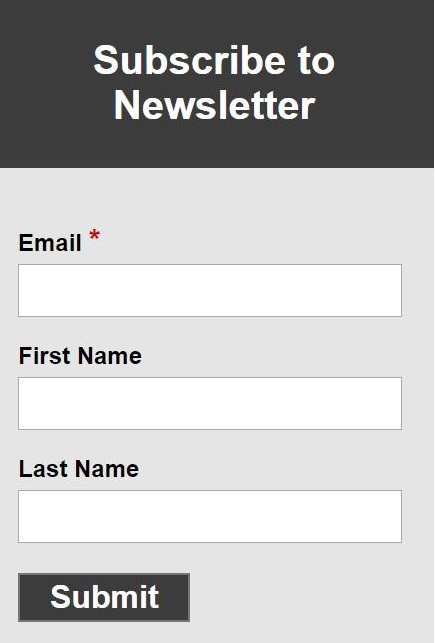 Subscribe to
Newsletter
Email *
First Name
Last Name
Submit